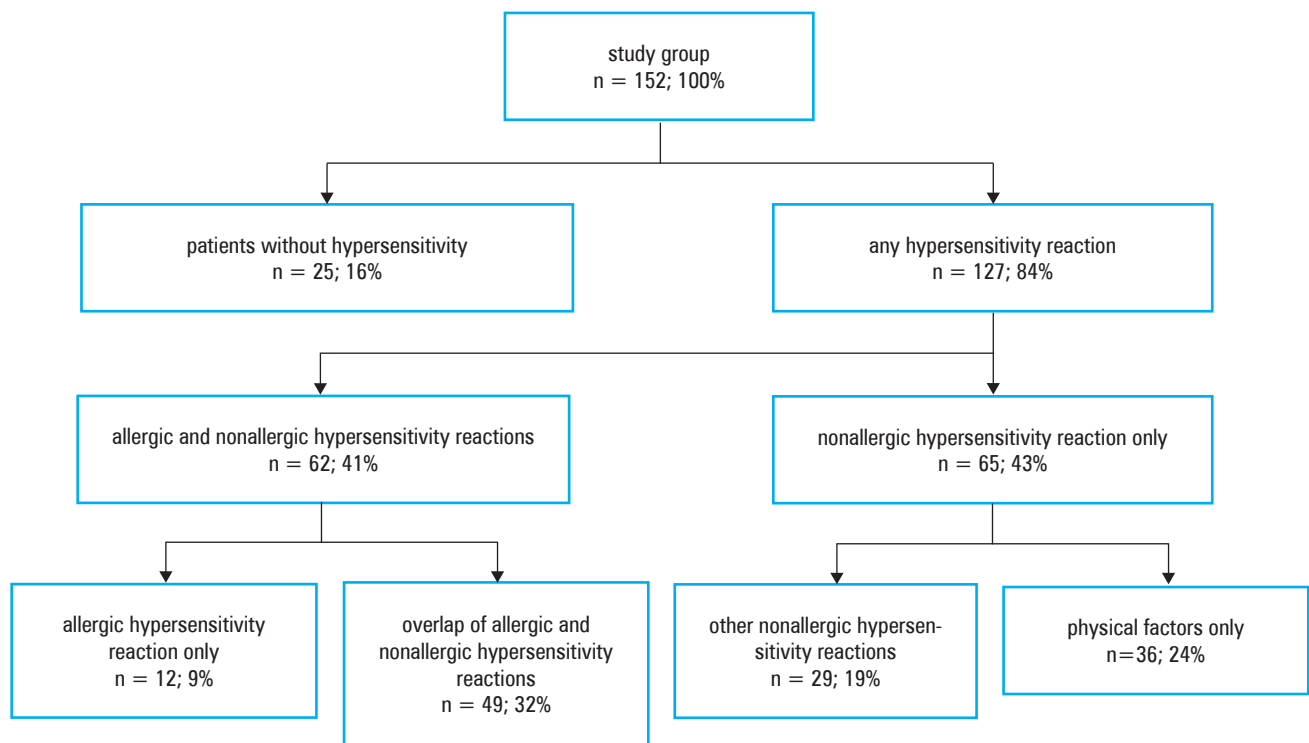 study group
n = 152; 100%
patients without hypersensitivity
n = 25; 16%
any hypersensitivity reaction
n = 127; 84%
allergic and nonallergic hypersensitivity reactions
n = 62; 41%
nonallergic hypersensitivity reaction only
n = 65; 43%
allergic hypersensitivity
reaction only
n = 12; 9%
overlap of allergic and
nonallergic hypersensitivity
reactions
n = 49; 32%
other nonallergic hypersen-
sitivity reactions
n = 29; 19%
physical factors only
n=36; 24%